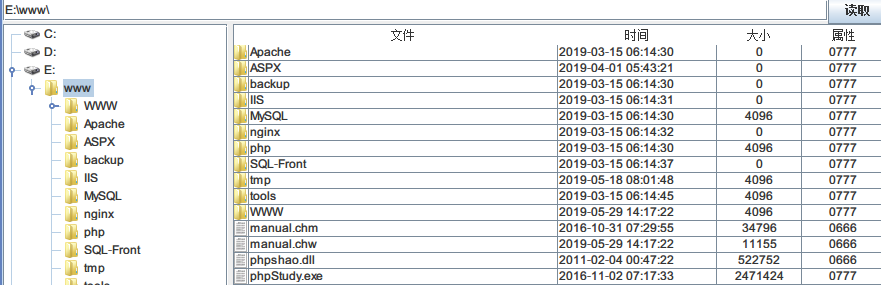 E:\www\ 读取
C:
D:
E:
www
WWW
Apache
ASPX
backup
IIS
MySQL
nginx
php
SQL-Front
tmp
文件 时间 大小 属性
Apache 2019-03-15 06:14:30 0 0777
ASPX 2019-04-01 05:43:21 0 0777
backup 2019-03-15 06:14:30 0 0777
IIS 2019-03-15 06:14:31 0 0777
MySQL 2019-03-15 06:14:30 4096 0777
nginx 2019-03-15 06:14:32 0 0777
php 2019-03-15 06:14:30 4096 0777
SQL-Front 2019-03-15 06:14:37 0 0777
tmp 2019-05-18 08:01:48 4096 0777
tools 2019-03-15 06:14:45 4096 0777
WWW 2019-05-29 14:17:22 4096 0777
manual.chm 2016-10-31 07:29:55 34796 0666
manual.chw 2019-05-29 14:17:22 11155 0666
phpshao.dll 2011-02-04 00:47:22 522752 0666
phpStudy.exe 2016-11-02 07:17:33 2471424 0777